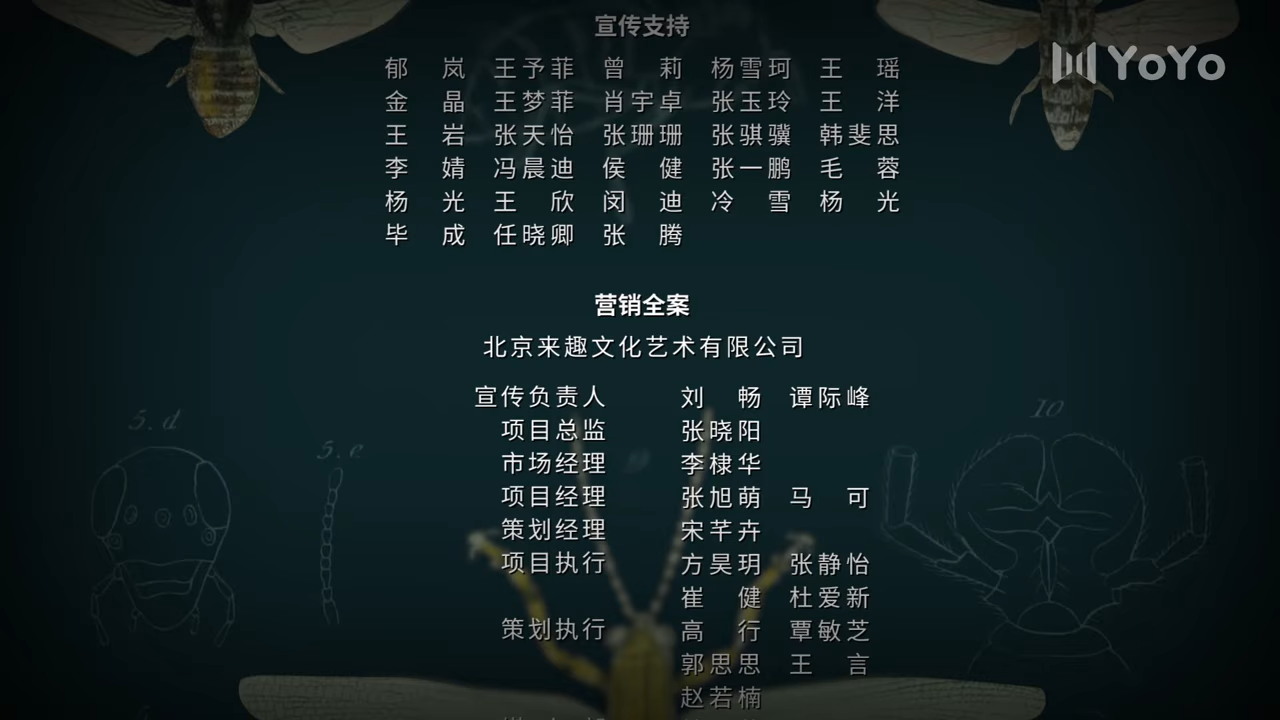 宣传支持
YoYo
郁岚 王予菲 曾莉 杨雪珂 王瑶
金晶 王梦菲 肖宇卓 张玉玲 王洋
王岩 张天怡 张珊珊 张骐骥 韩斐思
李婧 冯晨迪 侯健 张一鹏 毛蓉
杨光 王欣 闵迪 冷雪 杨光
毕成 任晓卿 张腾
营销全案
北京来趣文化艺术有限公司
宣传负责人 刘畅 谭际峰
项目总监 张晓阳
市场经理 李棣华
项目经理 张旭萌 马可
策划经理 宋芊卉
项目执行 方昊玥 张静怡
崔健 杜爱新
策划执行 高行 覃敏芝
郭思思 王言
赵若楠
5.d
5.e
10